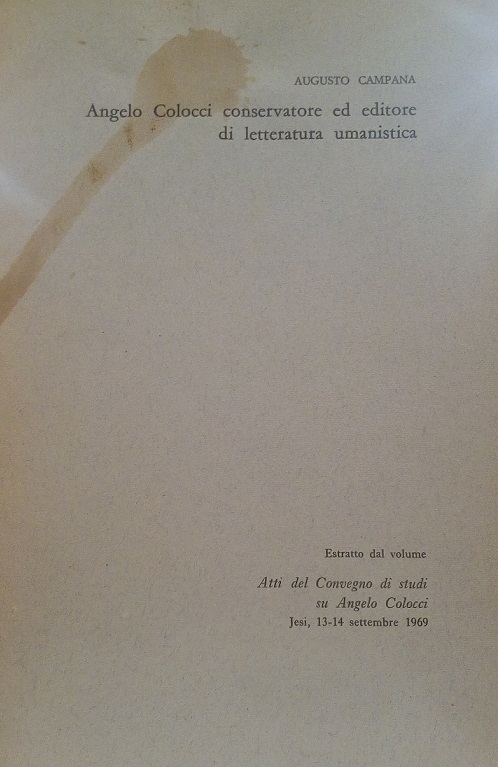 AUGUSTO CAMPANA
Angelo Colocci conservatore ed editore
di letteratura umanistica
Estratto dal volume
Atti del Convegno di studi
su Angelo Colocci
Jesi, 13-14 settembre 1969